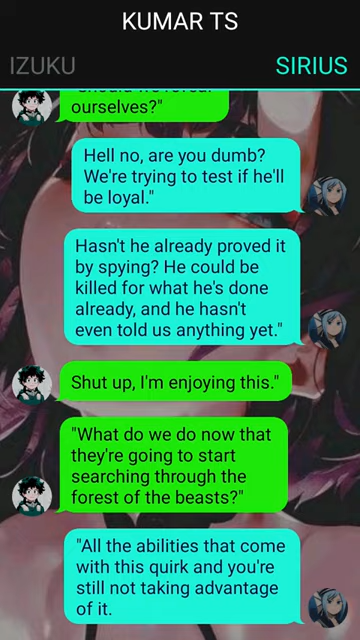 KUMAR TS
IZUKU
SIRIUS
ourselves?"
Hell no, are you dumb?
We're trying to test if he'll
be loyal."
Hasn't he already proved it
by spying? He could be
killed for what he's done
already, and he hasn't
even told us anything yet."
Shut up, I'm enjoying this."
"What do we do now that
they're going to start
searching through the
forest of the beasts?"
"All the abilities that come
with this quirk and you're
still not taking advantage
of it.